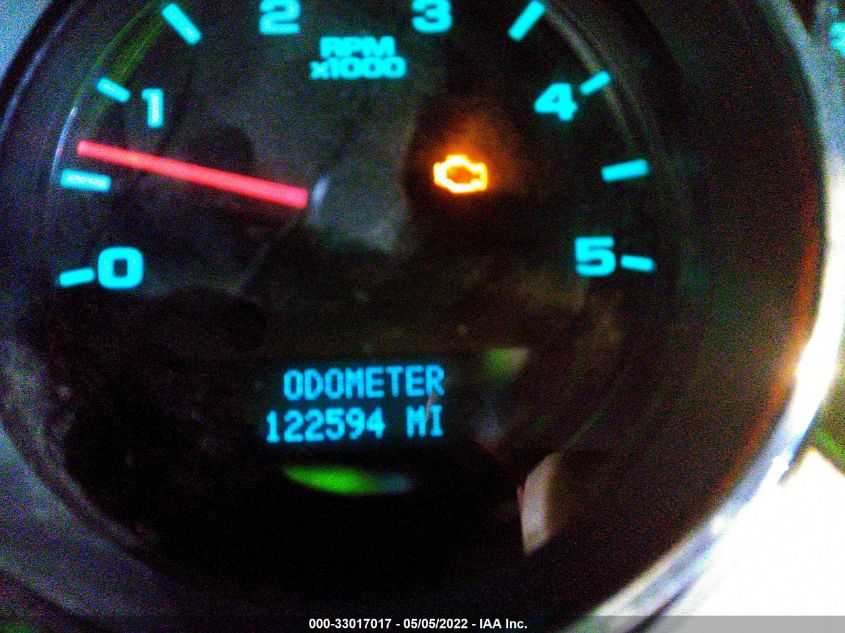 2 3
RPM
x1000
1 4
0 5
ODOMETER
122594 MI
000-33017017 - 05/05/2022 - IAA Inc.